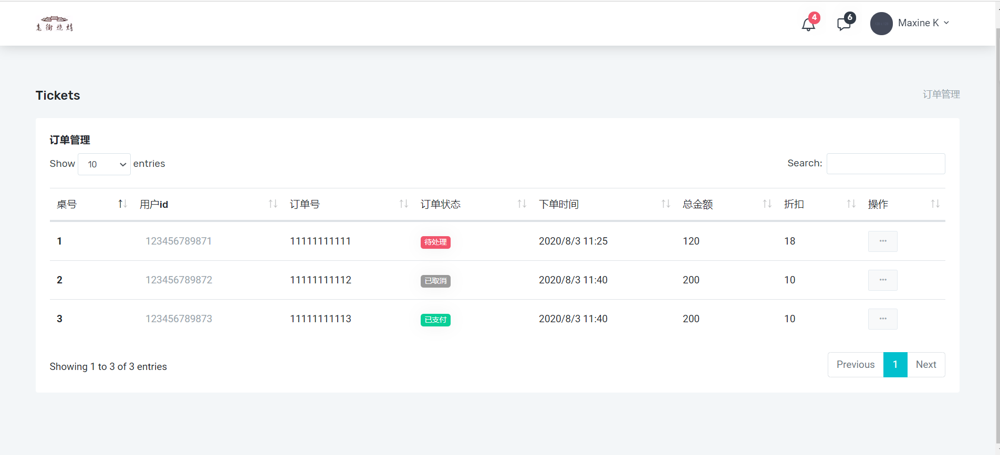 老街烧烤
4
6
Maxine K
Tickets
订单管理
订单管理
Show 10 entries
Search:
桌号 用户id 订单号 订单状态 下单时间 总金额 折扣 操作
1 123456789871 11111111111 待处理 2020/8/3 11:25 120 18 ···
2 123456789872 11111111112 已取消 2020/8/3 11:40 200 10 ···
3 123456789873 11111111113 已支付 2020/8/3 11:40 200 10 ···
Showing 1 to 3 of 3 entries
Previous 1 Next